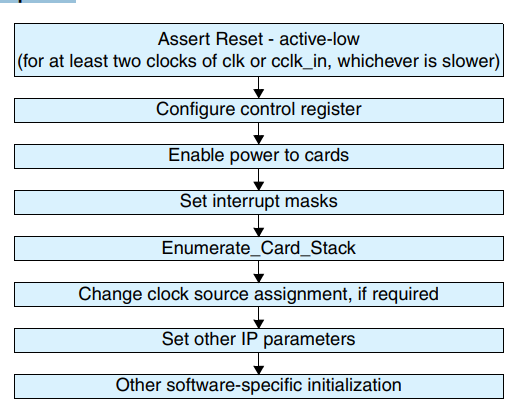 Assert Reset - active-low
(for at least two clocks of clk or cclk_in, whichever is slower)
Configure control register
Enable power to cards
Set interrupt masks
Enumerate_Card_Stack
Change clock source assignment, if required
Set other IP parameters
Other software-specific initialization